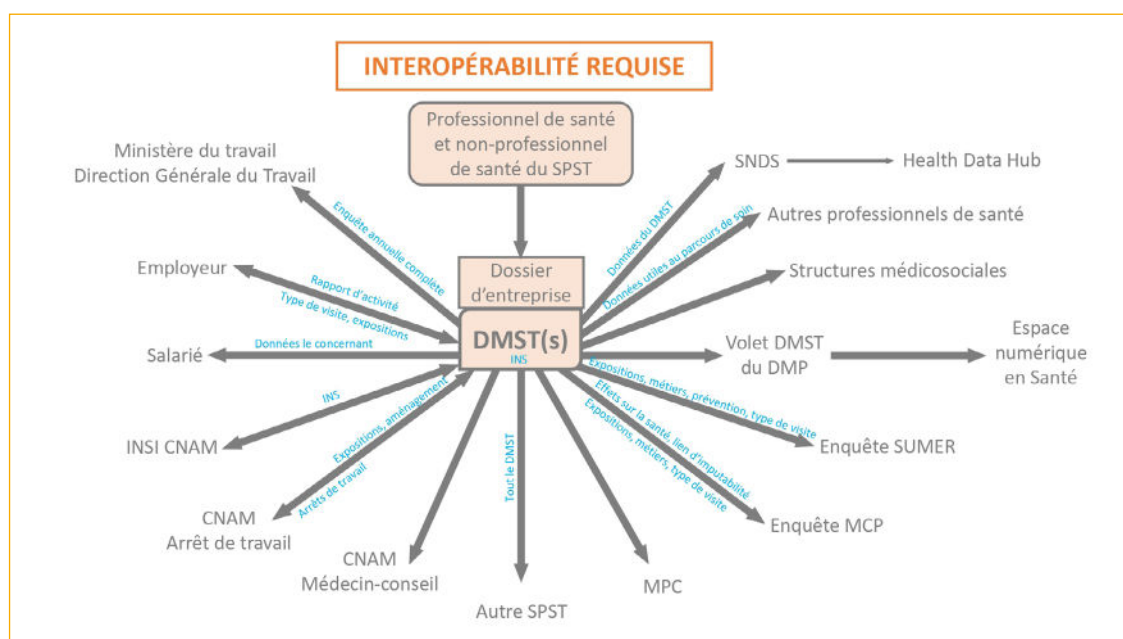 INTEROPÉRABILITÉ REQUISE
Professionnel de santé
et non-professionnel
de santé du SPST
Ministère du travail
Direction Générale du Travail
SNDS
Health Data Hub
Enquête annuelle complète
Données du DMST
Autres professionnels de santé
Données utiles au parcours de soin
Employeur
Rapport d'activité
Type de visite, expositions
Dossier
d'entreprise
Structures médicosociales
DMST(s)
INS
Salarié
Données le concernant
Volet DMST
du DMP
Espace
numérique
en Santé
INS
INSI CNAM
Expositions, métiers, prévention, type de visite
Enquête SUMER
Expositions, aménagement
Arrêts de travail
CNAM
Arrêt de travail
Tout le DMST
Effets sur la santé, lien d'imputabilité
Expositions, métiers, type de visite
Enquête MCP
CNAM
Médecin-conseil
Autre SPST
MPC